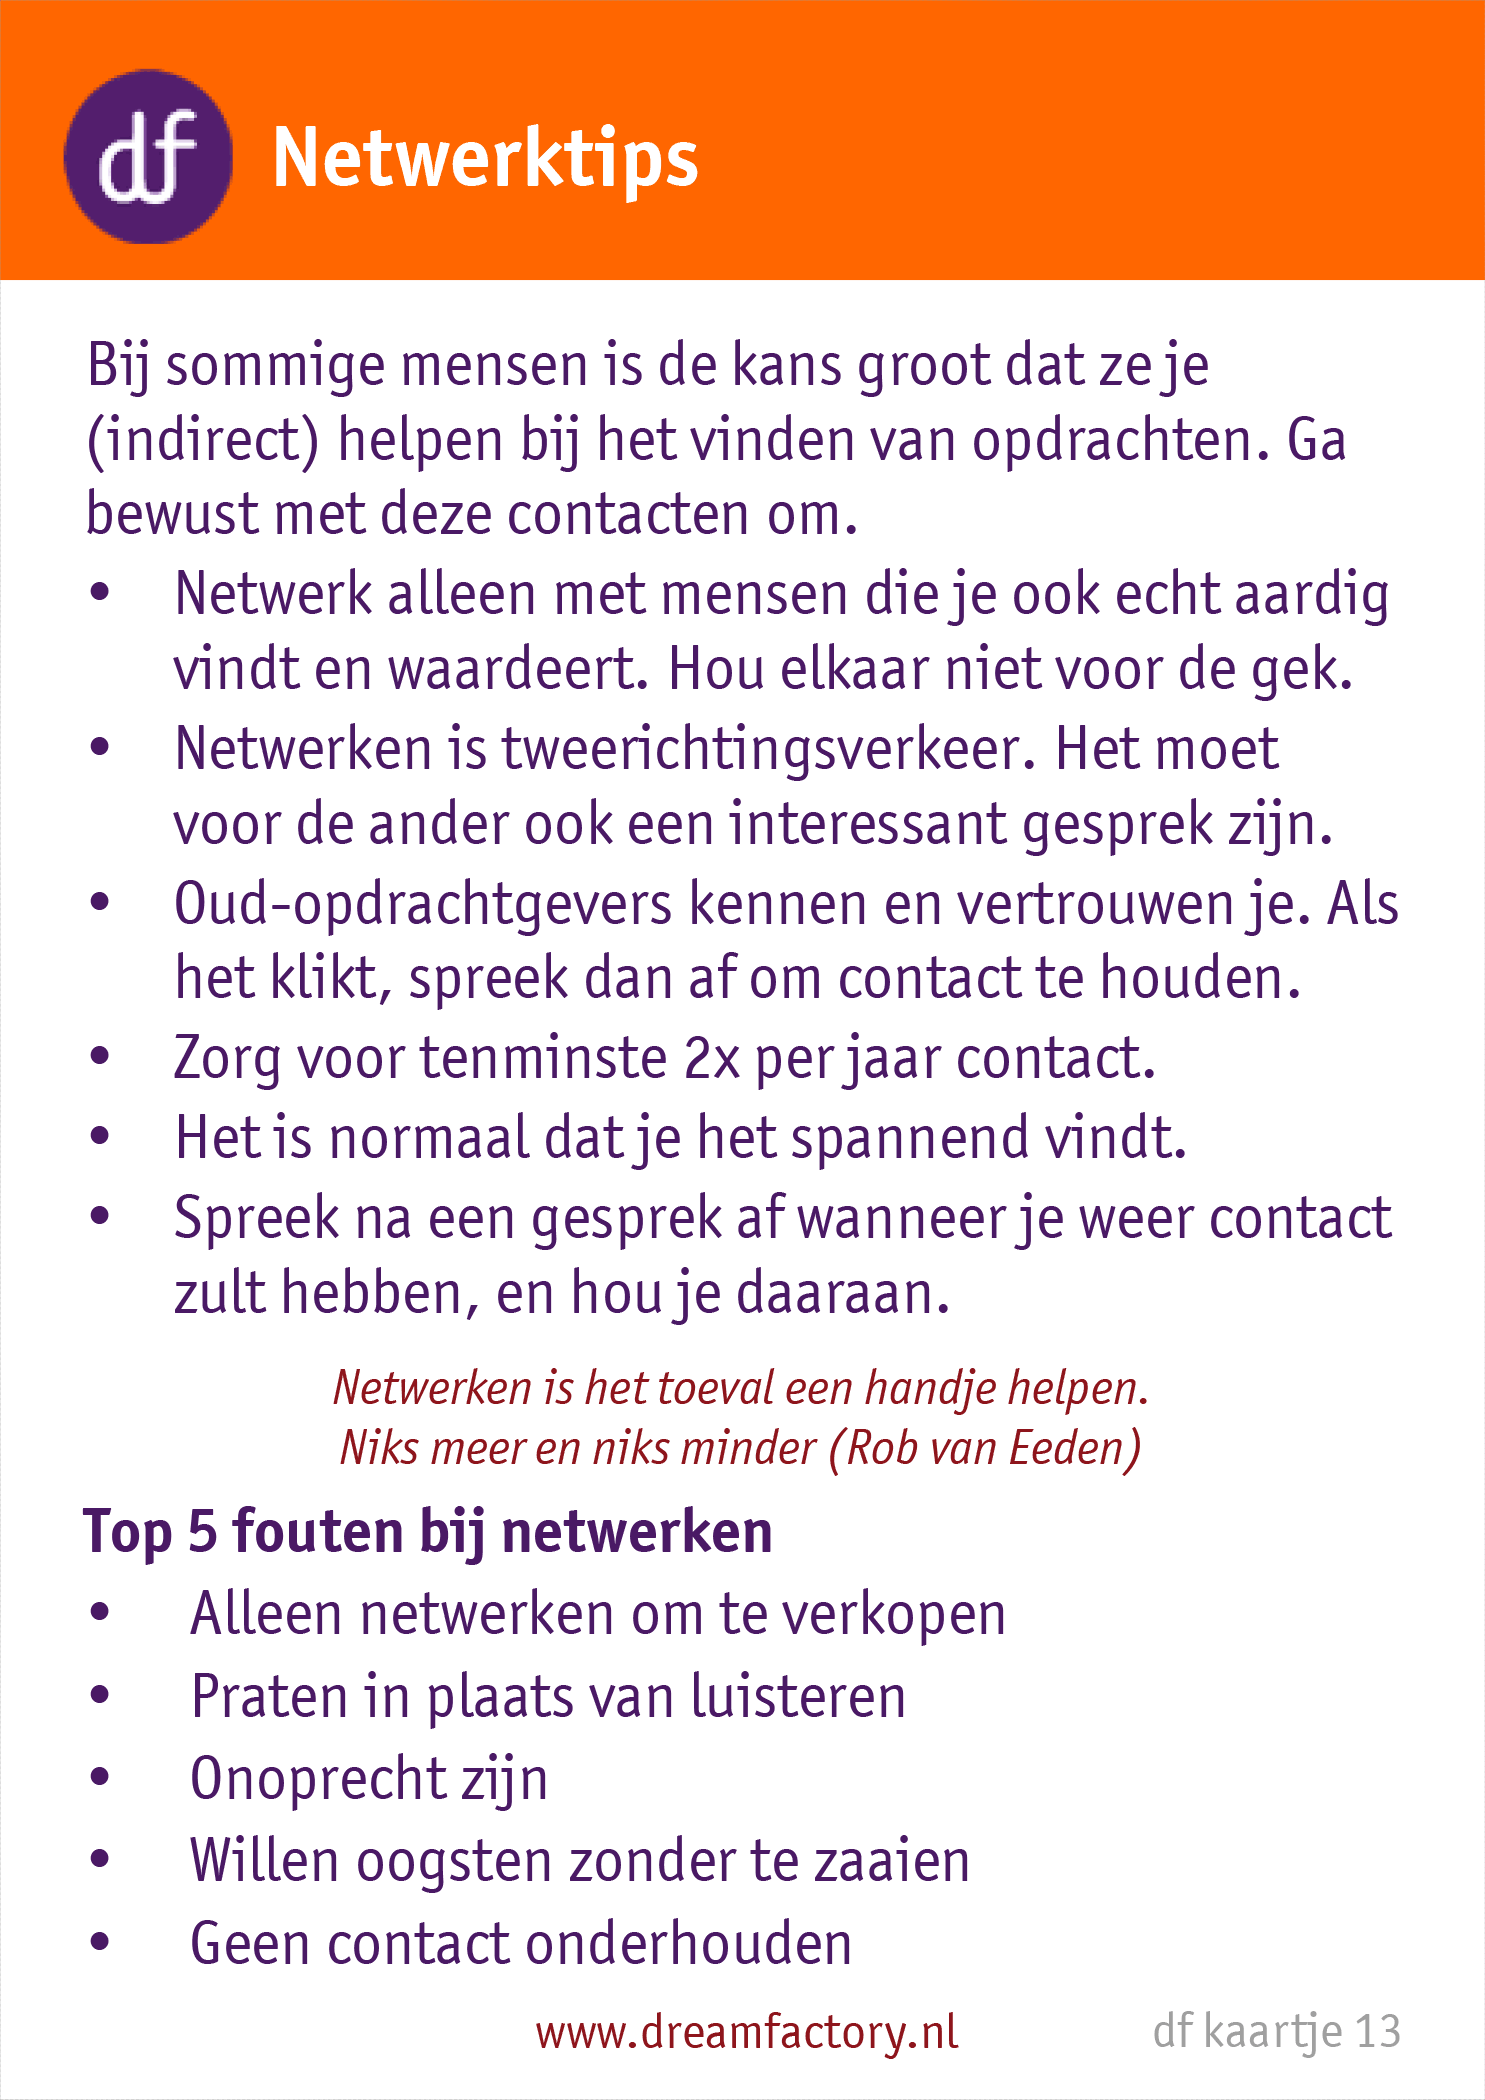 df Netwerktips
Bij sommige mensen is de kans groot dat ze je
(indirect) helpen bij het vinden van opdrachten. Ga
bewust met deze contacten om.
• Netwerk alleen met mensen die je ook echt aardig
vindt en waardeert. Hou elkaar niet voor de gek.
• Netwerken is tweerichtingsverkeer. Het moet
voor de ander ook een interessant gesprek zijn.
• Oud-opdrachtgevers kennen en vertrouwen je. Als
het klikt, spreek dan af om contact te houden.
• Zorg voor tenminste 2x per jaar contact.
• Het is normaal dat je het spannend vindt.
• Spreek na een gesprek af wanneer je weer contact
zult hebben, en hou je daaraan.
Netwerken is het toeval een handje helpen.
Niks meer en niks minder (Rob van Eeden)
Top 5 fouten bij netwerken
• Alleen netwerken om te verkopen
• Praten in plaats van luisteren
• Onoprecht zijn
• Willen oogsten zonder te zaaien
• Geen contact onderhouden
www.dreamfactory.nl df kaartje 13